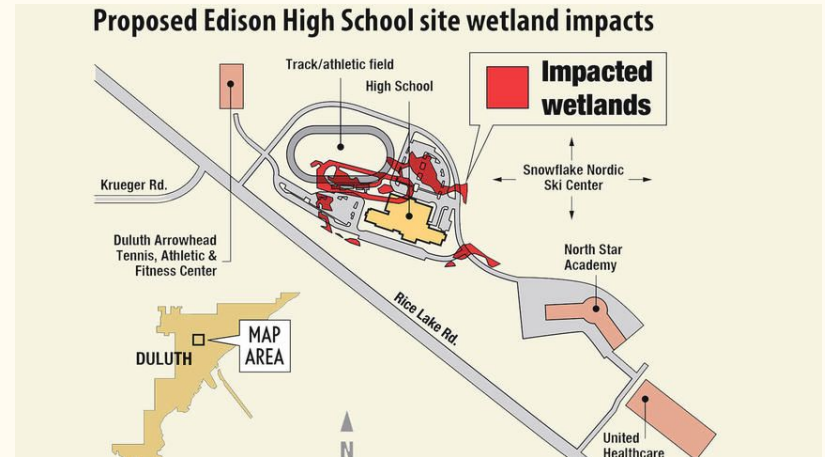 Proposed Edison High School site wetland impacts
Track/athletic field
High School
Impacted
wetlands
Krueger Rd.
Snowflake Nordic
Ski Center
Duluth Arrowhead
Tennis, Athletic &
Fitness Center
North Star
Academy
Rice Lake Rd.
MAP
AREA
DULUTH
N
United
Healthcare